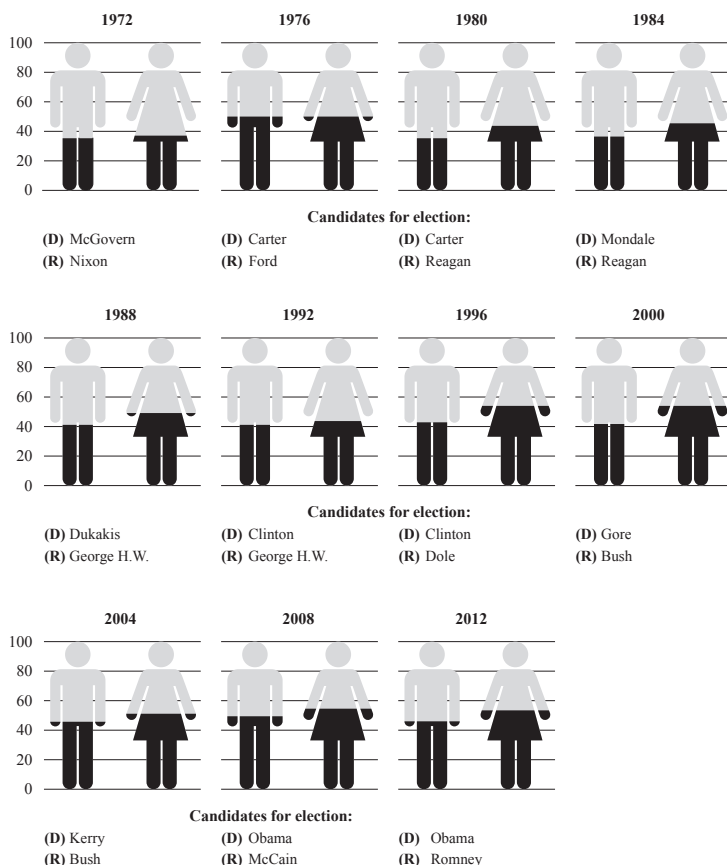 1972 1976 1980 1984
100
80
60
40
20
0
Candidates for election:
(D) McGovern (D) Carter (D) Carter (D) Mondale
(R) Nixon (R) Ford (R) Reagan (R) Reagan
1988 1992 1996 2000
100
80
60
40
20
0
Candidates for election:
(D) Dukakis (D) Clinton (D) Clinton (D) Gore
(R) George H.W. (R) George H.W. (R) Dole (R) Bush
2004 2008 2012
100
80
60
40
20
0
Candidates for election:
(D) Kerry (D) Obama (D) Obama
(R) Bush (R) McCain (R) Romney